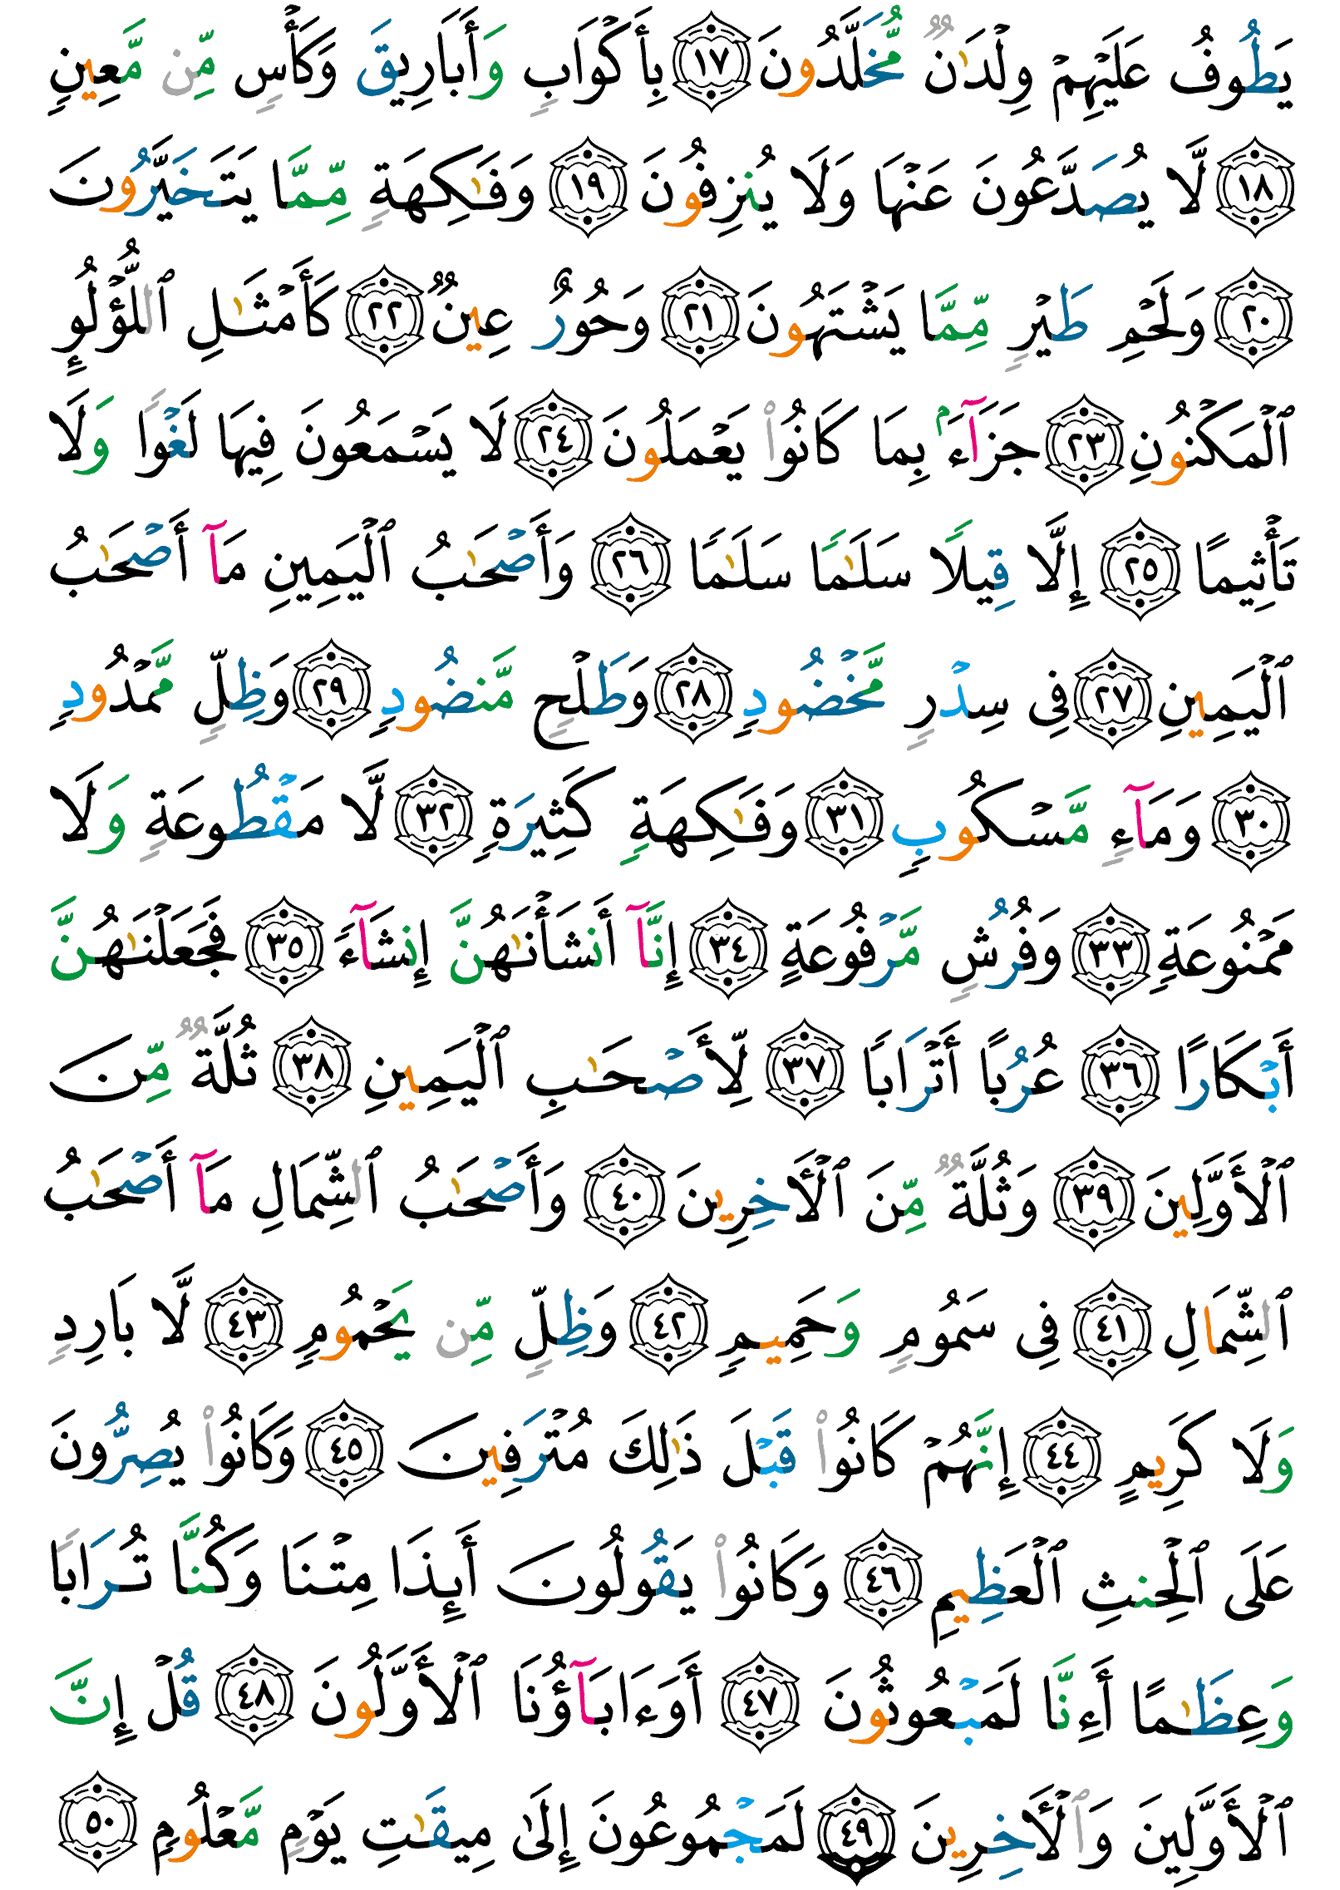 يَطُوفُ عَلَيۡهِمۡ وِلۡدَٰنٞ مُّخَلَّدُونَ ١٧ بِأَكۡوَابٖ وَأَبَارِيقَ وَكَأۡسٖ مِّن مَّعِينٖ
١٨ لَّا يُصَدَّعُونَ عَنۡهَا وَلَا يُنزِفُونَ ١٩ وَفَٰكِهَةٖ مِّمَّا يَتَخَيَّرُونَ
٢٠ وَلَحۡمِ طَيۡرٖ مِّمَّا يَشۡتَهُونَ ٢١ وَحُورٌ عِينٞ ٢٢ كَأَمۡثَٰلِ ٱللُّؤۡلُوِٕ
ٱلۡمَكۡنُونِ ٢٣ جَزَآءَۢ بِمَا كَانُواْ يَعۡمَلُونَ ٢٤ لَا يَسۡمَعُونَ فِيهَا لَغۡوٗا وَلَا
تَأۡثِيمًا ٢٥ إِلَّا قِيلٗا سَلَٰمٗا سَلَٰمٗا ٢٦ وَأَصۡحَٰبُ ٱلۡيَمِينِ مَآ أَصۡحَٰبُ
ٱلۡيَمِينِ ٢٧ فِي سِدۡرٖ مَّخۡضُودٖ ٢٨ وَطَلۡحٖ مَّنضُودٖ ٢٩ وَظِلّٖ مَّمۡدُودٖ
٣٠ وَمَآءٖ مَّسۡكُوبٖ ٣١ وَفَٰكِهَةٖ كَثِيرَةٖ ٣٢ لَّا مَقۡطُوعَةٖ وَلَا
مَمۡنُوعَةٖ ٣٣ وَفُرُشٖ مَّرۡفُوعَةٍ ٣٤ إِنَّآ أَنشَأۡنَٰهُنَّ إِنشَآءٗ ٣٥ فَجَعَلۡنَٰهُنَّ
أَبۡكَارًا ٣٦ عُرُبًا أَتۡرَابٗا ٣٧ لِّأَصۡحَٰبِ ٱلۡيَمِينِ ٣٨ ثُلَّةٞ مِّنَ
ٱلۡأَوَّلِينَ ٣٩ وَثُلَّةٞ مِّنَ ٱلۡأٓخِرِينَ ٤٠ وَأَصۡحَٰبُ ٱلشِّمَالِ مَآ أَصۡحَٰبُ
ٱلشِّمَالِ ٤١ فِي سَمُومٖ وَحَمِيمٖ ٤٢ وَظِلّٖ مِّن يَحۡمُومٖ ٤٣ لَّا بَارِدٖ
وَلَا كَرِيمٍ ٤٤ إِنَّهُمۡ كَانُواْ قَبۡلَ ذَٰلِكَ مُتۡرَفِينَ ٤٥ وَكَانُواْ يُصِرُّونَ
عَلَى ٱلۡحِنثِ ٱلۡعَظِيمِ ٤٦ وَكَانُواْ يَقُولُونَ أَئِذَا مِتۡنَا وَكُنَّا تُرَابٗا
وَعِظَٰمًا أَءِنَّا لَمَبۡعُوثُونَ ٤٧ أَوَءَابَآؤُنَا ٱلۡأَوَّلُونَ ٤٨ قُلۡ إِنَّ
ٱلۡأَوَّلِينَ وَٱلۡأٓخِرِينَ ٤٩ لَمَجۡمُوعُونَ إِلَىٰ مِيقَٰتِ يَوۡمٖ مَّعۡلُومٖ ٥٠